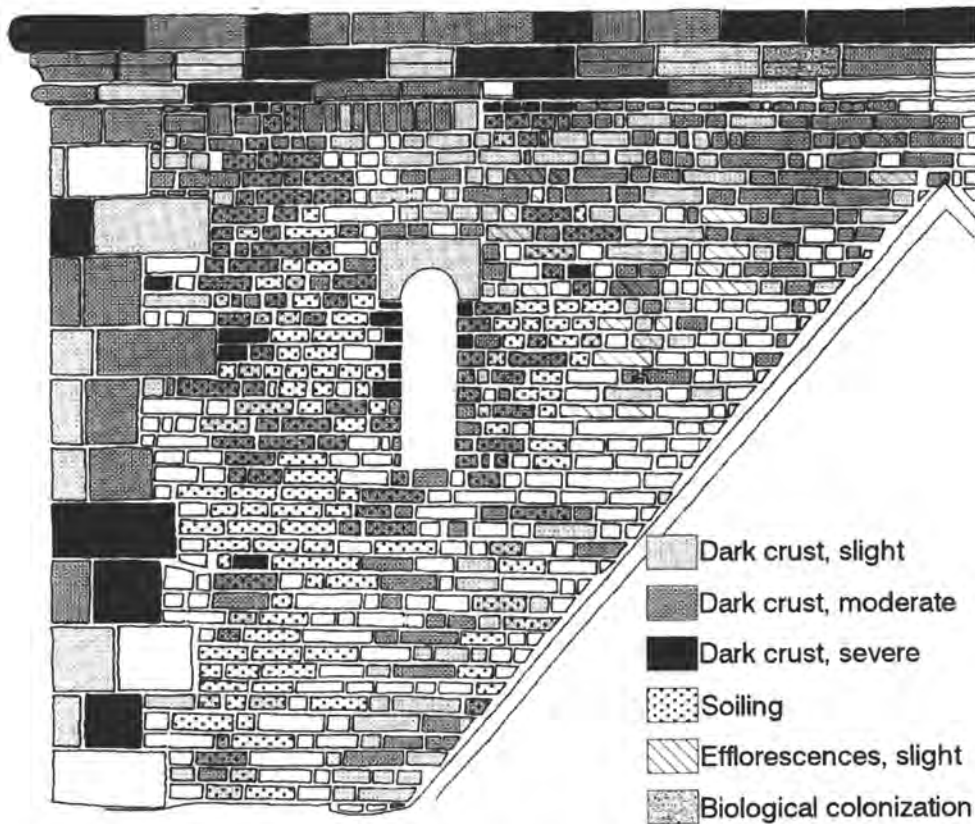 Dark crust, slight
Dark crust, moderate
Dark crust, severe
Soiling
Efflorescences, slight
Biological colonization